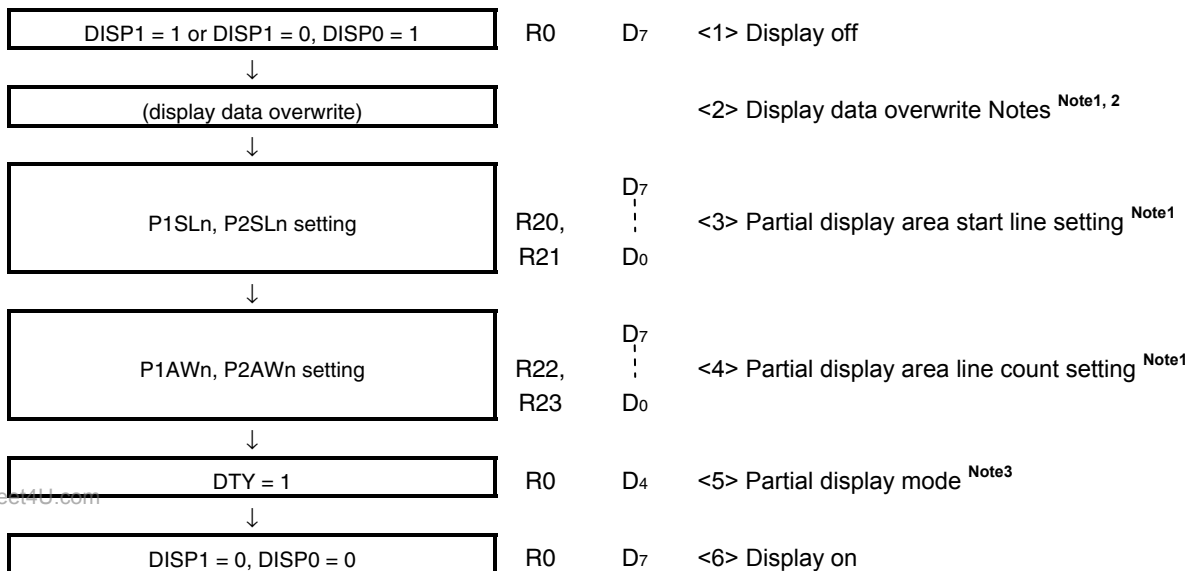 DISP1 = 1 or DISP1 = 0, DISP0 = 1 R0 D7 <1> Display off
↓
(display data overwrite) <2> Display data overwrite Notes Note1, 2
↓
D7
P1SLn, P2SLn setting R20, <3> Partial display area start line setting Note1
R21 D0
↓
D7
P1AWn, P2AWn setting R22, <4> Partial display area line count setting Note1
R23 D0
↓
DTY = 1 R0 D4 <5> Partial display mode Note3
eet4U.com
↓
DISP1 = 0, DISP0 = 0 R0 D7 <6> Display on